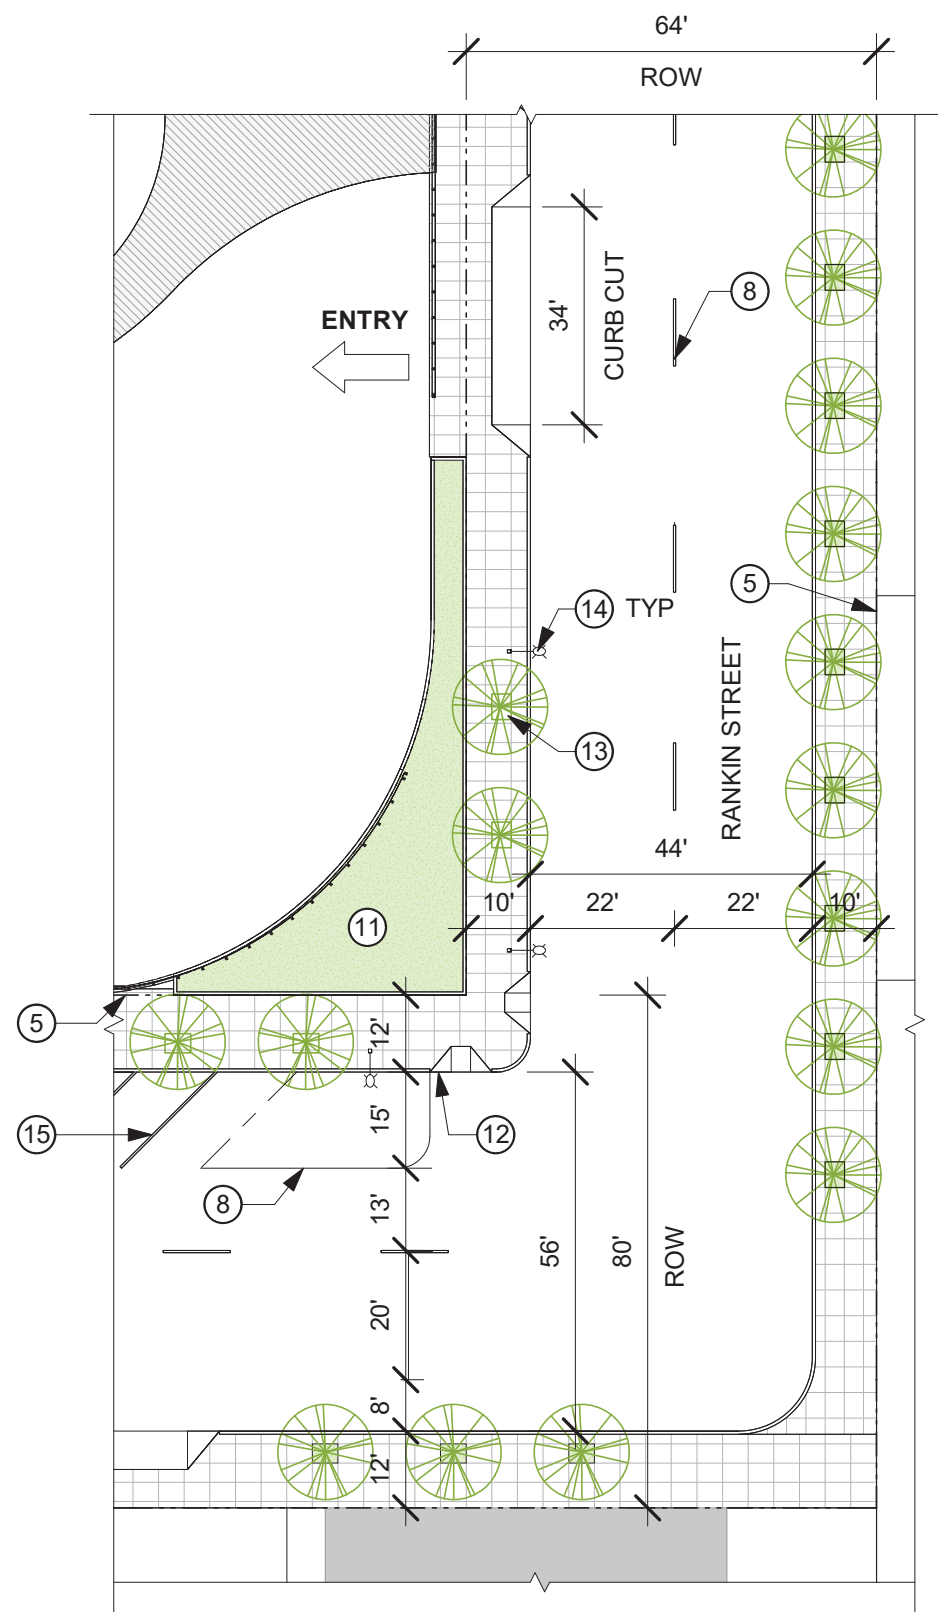 64'
ROW
34'
CURB CUT
8
ENTRY
5
14 TYP
13
RANKIN STREET
44'
10' 22' 22' 10'
11
5
12'
15'
15
12
8
13'
56'
80'
ROW
20'
8'
12'